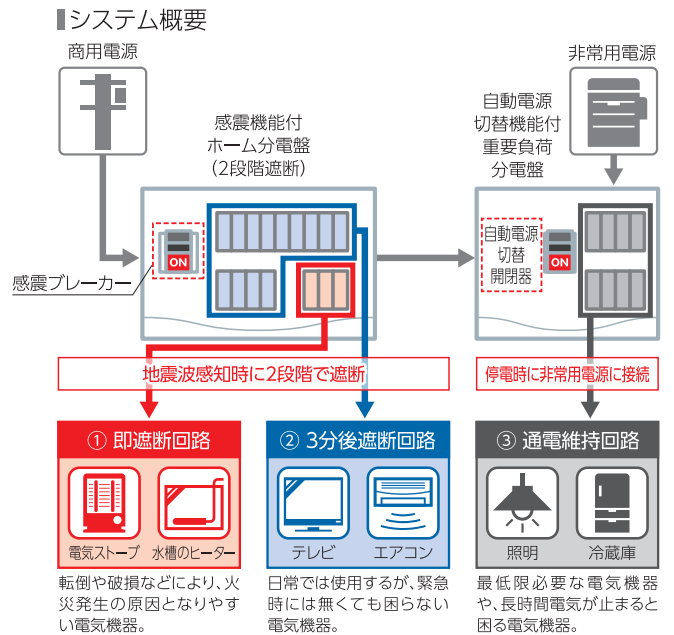 システム概要
商用電源
感震機能付
ホーム分電盤
(2段階遮断)
自動電源
切替機能付
重要負荷
分電盤
非常用電源
感震ブレーカー
ON
自動電源
切替
開閉器
ON
地震波感知時に2段階で遮断
停電時に非常用電源に接続
① 即遮断回路
電気ストーブ 水槽のヒーター
転倒や破損などにより、火
災発生の原因となりやす
い電気機器。
② 3分後遮断回路
テレビ エアコン
日常では使用するが、緊急
時には無くても困らない
電気機器。
③ 通電維持回路
照明 冷蔵庫
最低限必要な電気機器
や、長時間電気が止まると
困る電気機器。